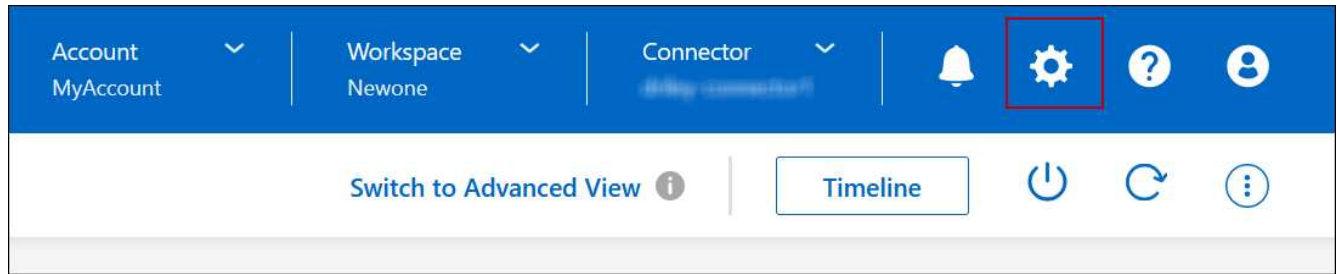 Account
MyAccount
Workspace
Newone
Connector
Switch to Advanced View
Timeline